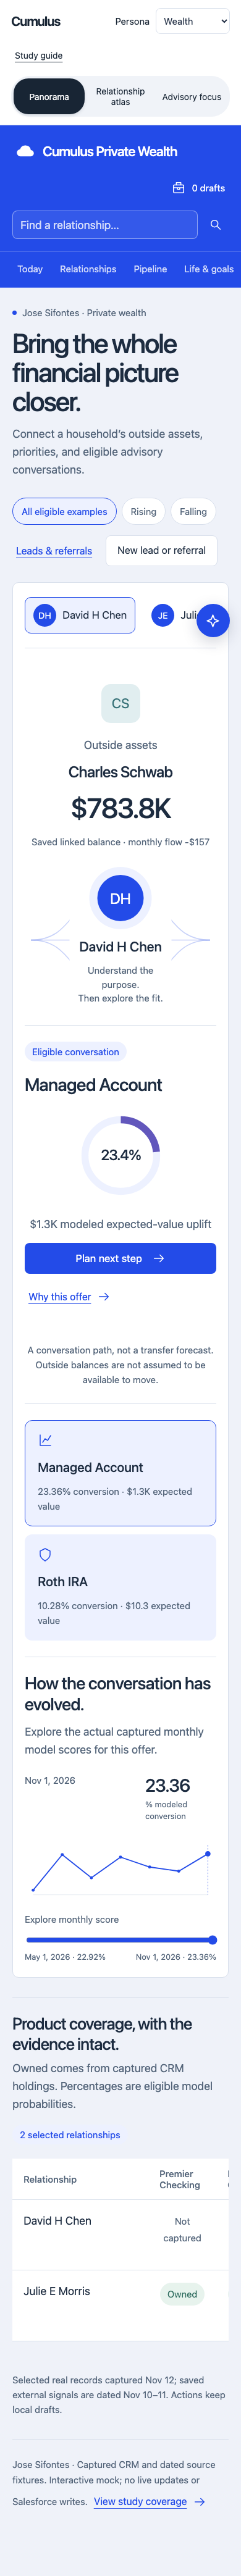 Cumulus
Persona
Wealth
Study guide
Panorama
Relationship
atlas
Advisory focus
Cumulus Private Wealth
0 drafts
Find a relationship...
Today
Relationships
Pipeline
Life & goals
Jose Sifontes · Private wealth
Bring the whole
financial picture
closer.
Connect a household's outside assets,
priorities, and eligible advisory
conversations.
All eligible examples
Rising
Falling
Leads & referrals
New lead or referral
DH
David H Chen
JE
CS
Outside assets
Charles Schwab
$783.8K
Saved linked balance · monthly flow -$157
DH
David H Chen
Understand the
purpose.
Then explore the fit.
Eligible conversation
Managed Account
23.4%
$1.3K modeled expected-value uplift
Plan next step
Why this offer
A conversation path, not a transfer forecast.
Outside balances are not assumed to be
available to move.
Managed Account
23.36% conversion · $1.3K expected
value
Roth IRA
10.28% conversion · $10.3 expected
value
How the conversation has
evolved.
Explore the actual captured monthly
model scores for this offer.
Nov 1, 2026
23.36
% modeled
conversion
Explore monthly score
May 1, 2026 · 22.92%
Nov 1, 2026 · 23.36%
Product coverage, with the
evidence intact.
Owned comes from captured CRM
holdings. Percentages are eligible model
probabilities.
2 selected relationships
Relationship
Premier
Checking
David H Chen
Not
captured
Julie E Morris
Owned
Selected real records captured Nov 12; saved
external signals are dated Nov 10–11. Actions keep
local drafts.
Jose Sifontes · Captured CRM and dated source
fixtures. Interactive mock; no live updates or
Salesforce writes.
View study coverage